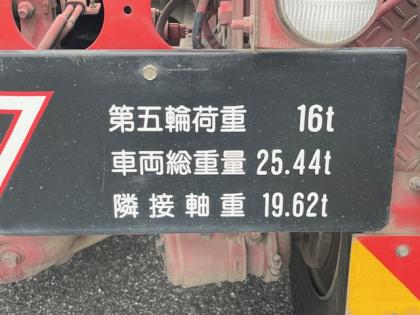 第五輪荷重 16t
車両総重量 25.44t
隣接軸重 19.62t